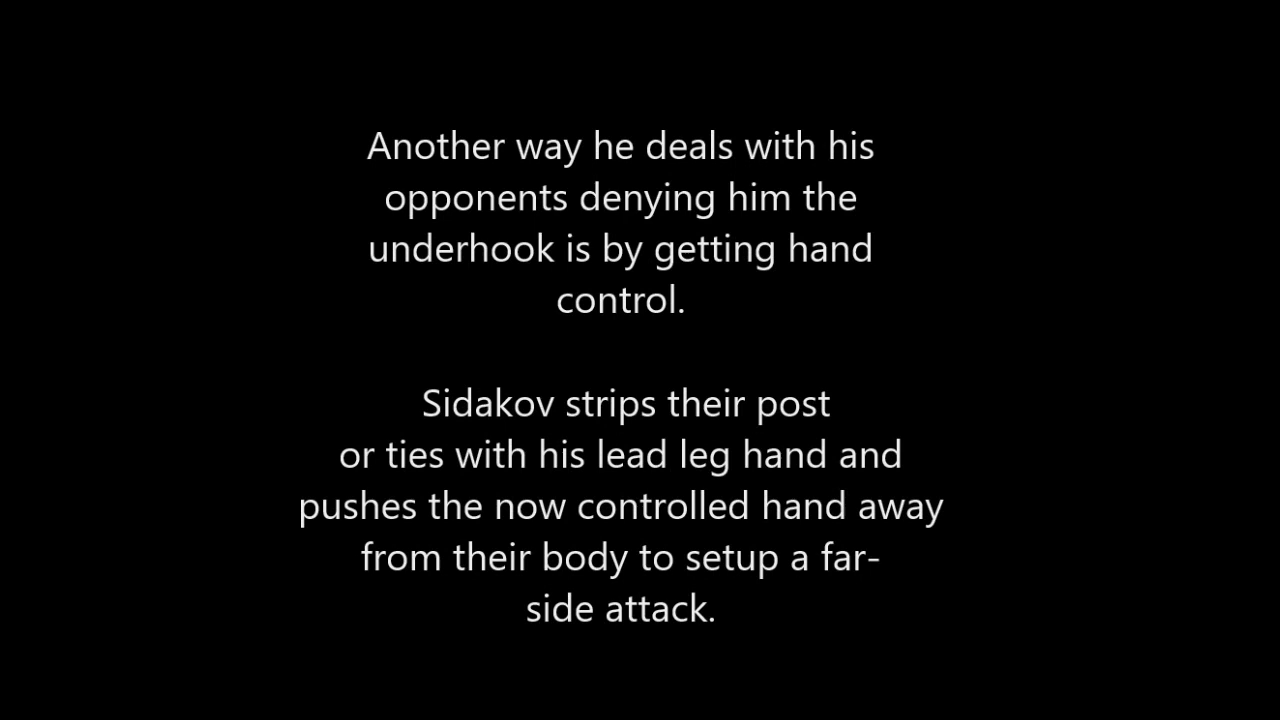 Another way he deals with his
opponents denying him the
underhook is by getting hand
control.
Sidakov strips their post
or ties with his lead leg hand and
pushes the now controlled hand away
from their body to setup a far-
side attack.